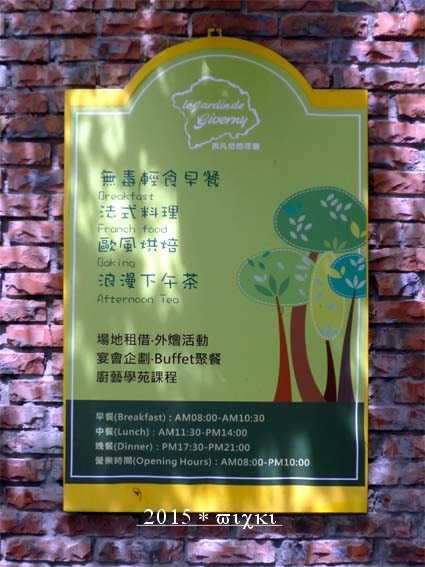 le jardin de
Giverny
吉凡尼的花園
無毒輕食早餐
Breakfast
法式料理
Franch food
歐風烘焙
Baking
浪漫下午茶
Afternoon Tea
場地租借·外燴活動
宴會企劃·Buffet聚餐
廚藝學苑課程
早餐(Breakfast)：AM08:00-AM10:30
中餐(Lunch)：AM11:30-PM14:00
晚餐(Dinner)：PM17:30-PM21:00
營業時間(Opening Hours)：AM08:00-PM10:00
2015 * ϖιχκι